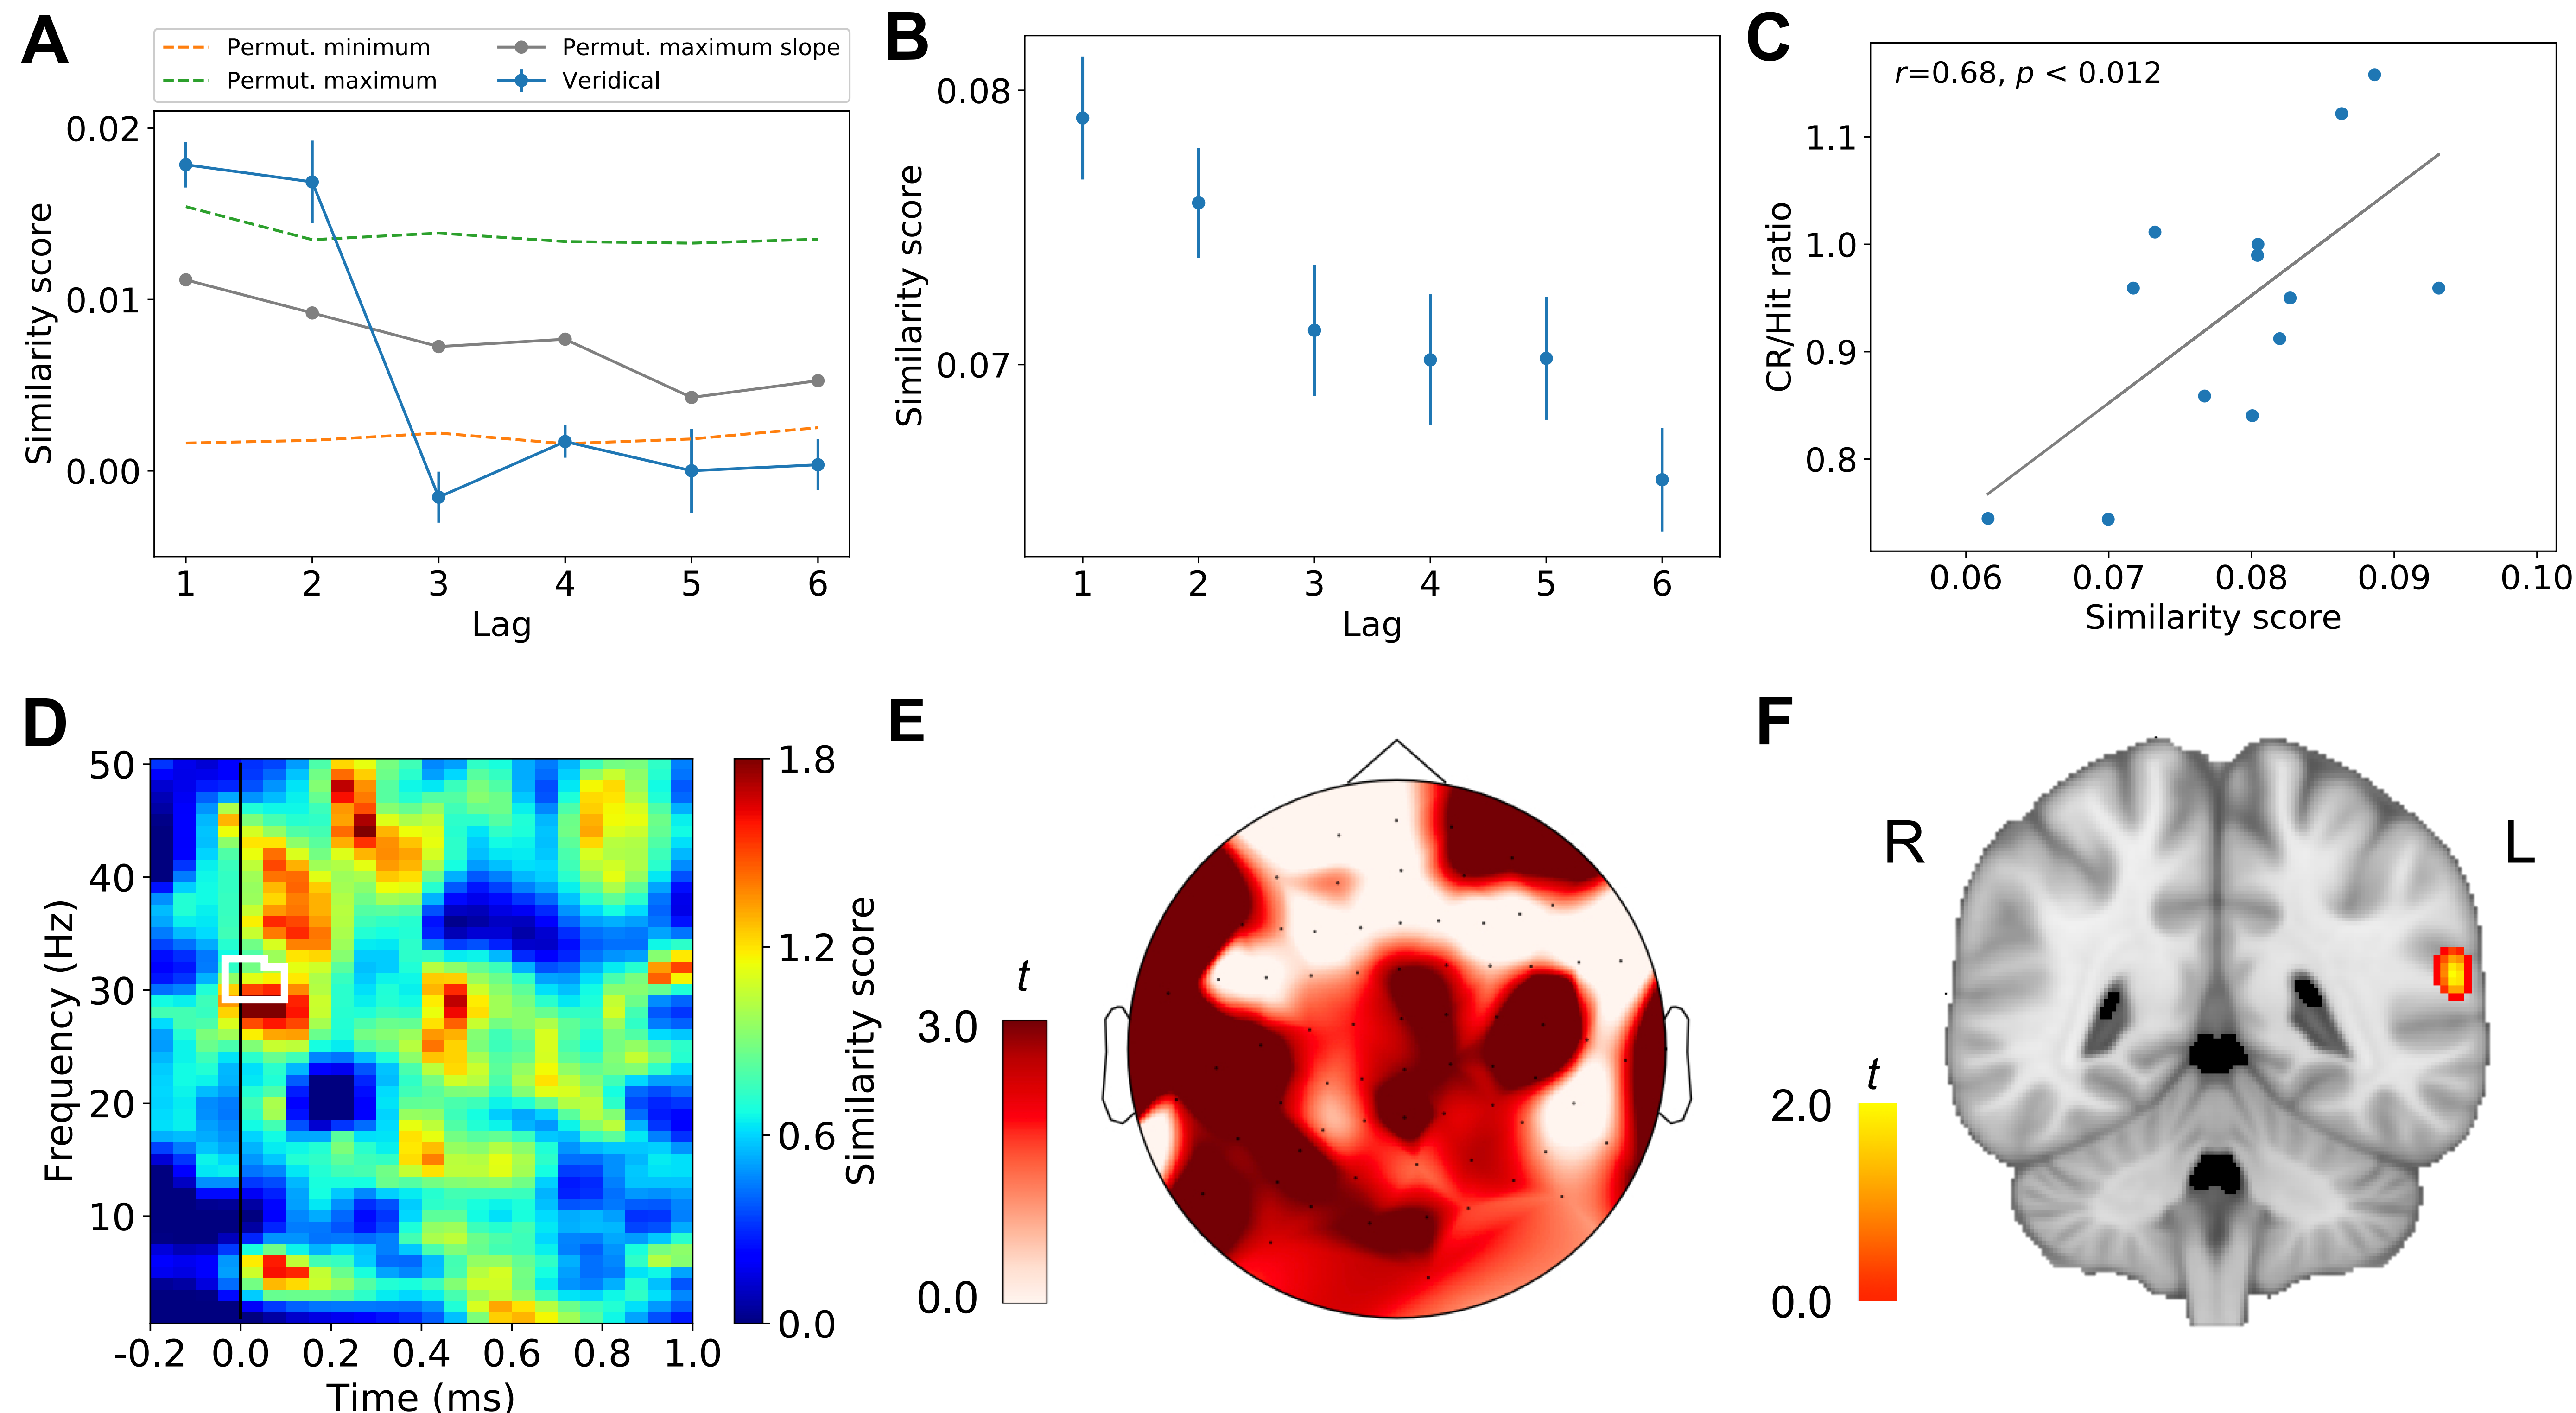 A
Permut. minimum
Permut. maximum
Permut. maximum slope
Veridical
0.02
0.01
0.00
Similarity score
1 2 3 4 5 6
Lag
B
0.08
0.07
Similarity score
1 2 3 4 5 6
Lag
C
r=0.68, p < 0.012
1.1
1.0
0.9
0.8
CR/Hit ratio
0.06 0.07 0.08 0.09 0.10
Similarity score
D
50
40
30
20
10
Frequency (Hz)
-0.2 0.0 0.2 0.4 0.6 0.8 1.0
Time (ms)
1.8
1.2
0.6
0.0
Similarity score
E
t
3.0
0.0
F
R
L
t
2.0
0.0